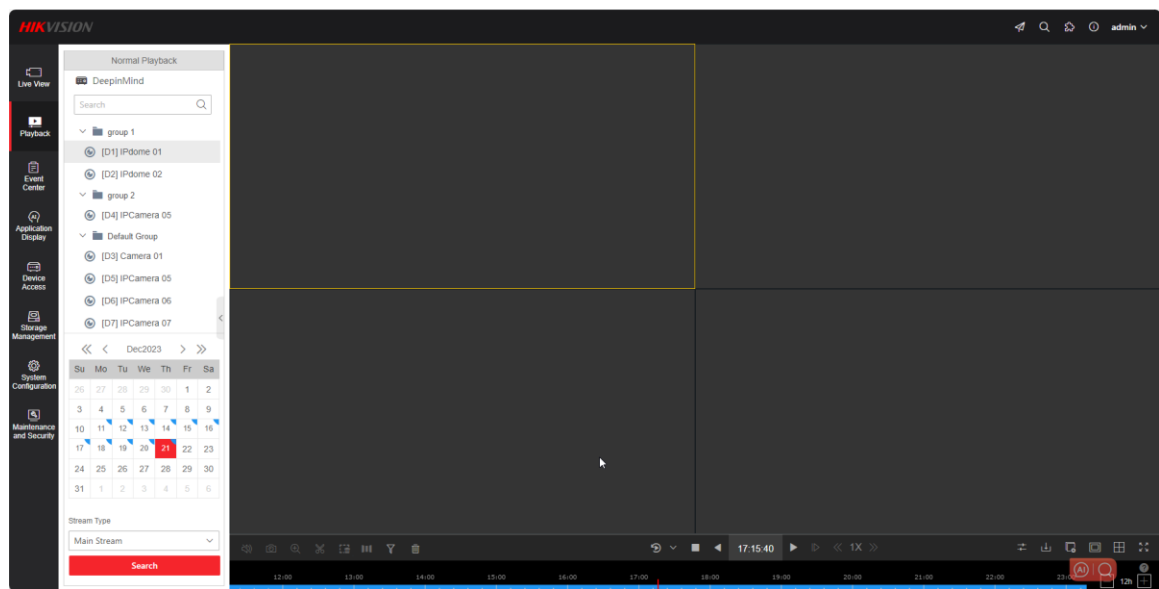 HIKVISION
admin
Live View
Playback
Event
Center
Application
Display
Device
Access
Storage
Management
System
Configuration
Maintenance
and Security
Normal Playback
DeepinMind
Search
group 1
[D1] IPdome 01
[D2] IPdome 02
group 2
[D4] IPCamera 05
Default Group
[D3] Camera 01
[D5] IPCamera 05
[D6] IPCamera 06
[D7] IPCamera 07
Dec2023
Su Mo Tu We Th Fr Sa
26 27 28 29 30 1 2
3 4 5 6 7 8 9
10 11 12 13 14 15 16
17 18 19 20 21 22 23
24 25 26 27 28 29 30
31 1 2 3 4 5 6
Stream Type
Main Stream
Search
17:15:40
1X
12:00 13:00 14:00 15:00 16:00 17:00 18:00 19:00 20:00 21:00 22:00
AI
12h